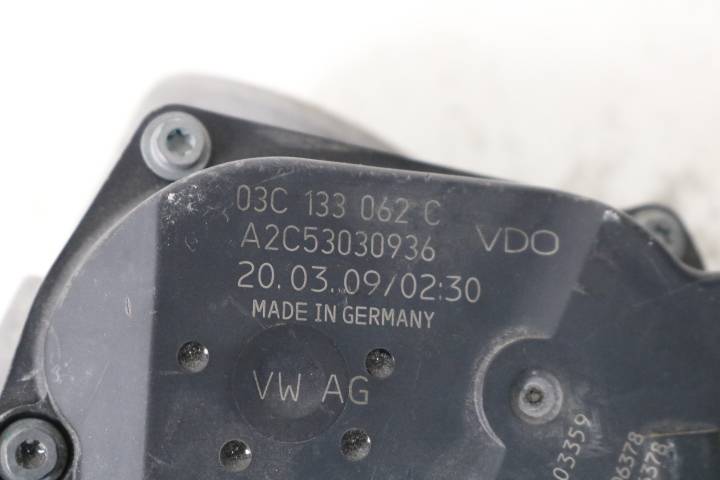 03C 133 062 C
A2C53030936 VDO
20.03.09/02:30
MADE IN GERMANY
VW AG
03359